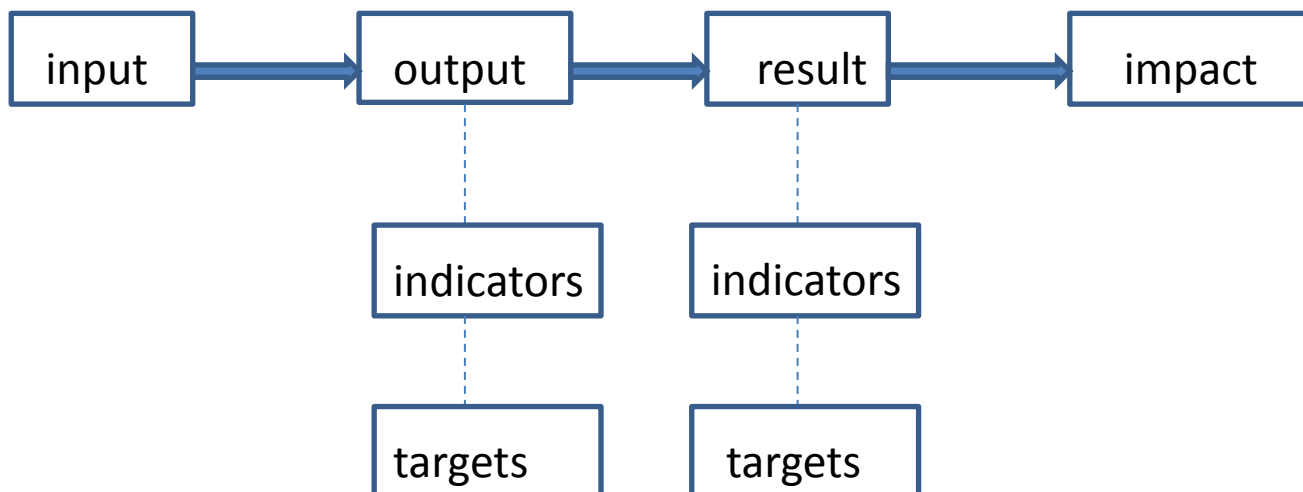 input
output
result
impact
indicators
indicators
targets
targets